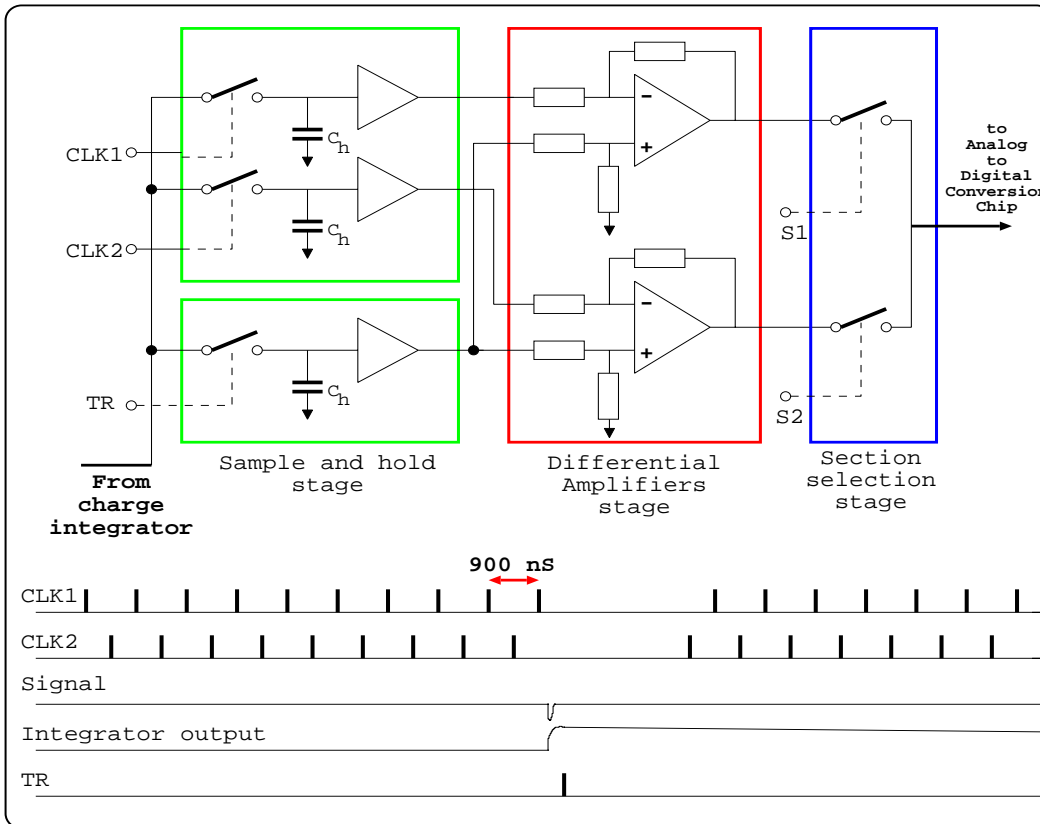 CLK1
CLK2
TR
C h
C h
C h
-
+
-
+
S1
S2
to
Analog
to
Digital
Conversion
Chip
From
charge
integrator
Sample and hold
stage
Differential
Amplifiers
stage
Section
selection
stage
900 nS
CLK1
CLK2
Signal
Integrator output
TR